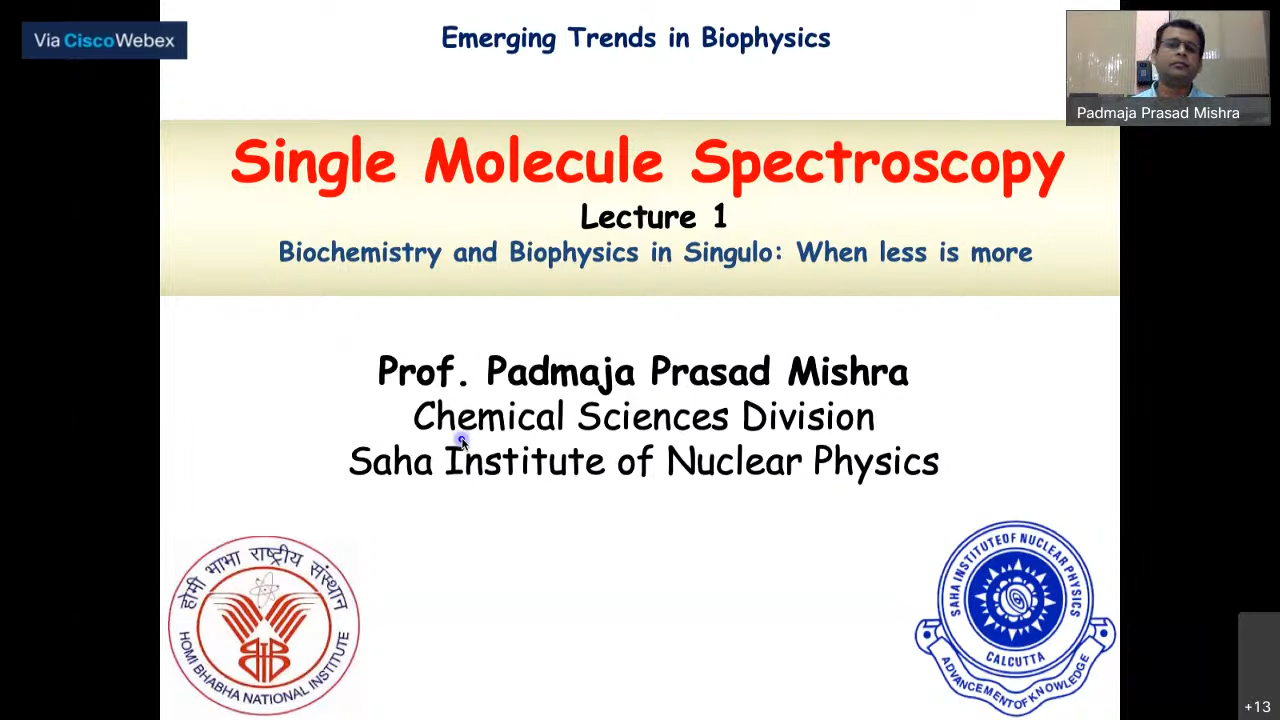 Via Cisco Webex
Emerging Trends in Biophysics
Padmaja Prasad Mishra
Single Molecule Spectroscopy
Lecture 1
Biochemistry and Biophysics in Singulo: When less is more
Prof. Padmaja Prasad Mishra
Chemical Sciences Division
Saha Institute of Nuclear Physics
होमी भाभा राष्ट्रीय संस्थान
HOMI BHABHA NATIONAL INSTITUTE
SAHA INSTITUTE OF NUCLEAR PHYSICS
CALCUTTA
ADVANCEMENT OF KNOWLEDGE
+13